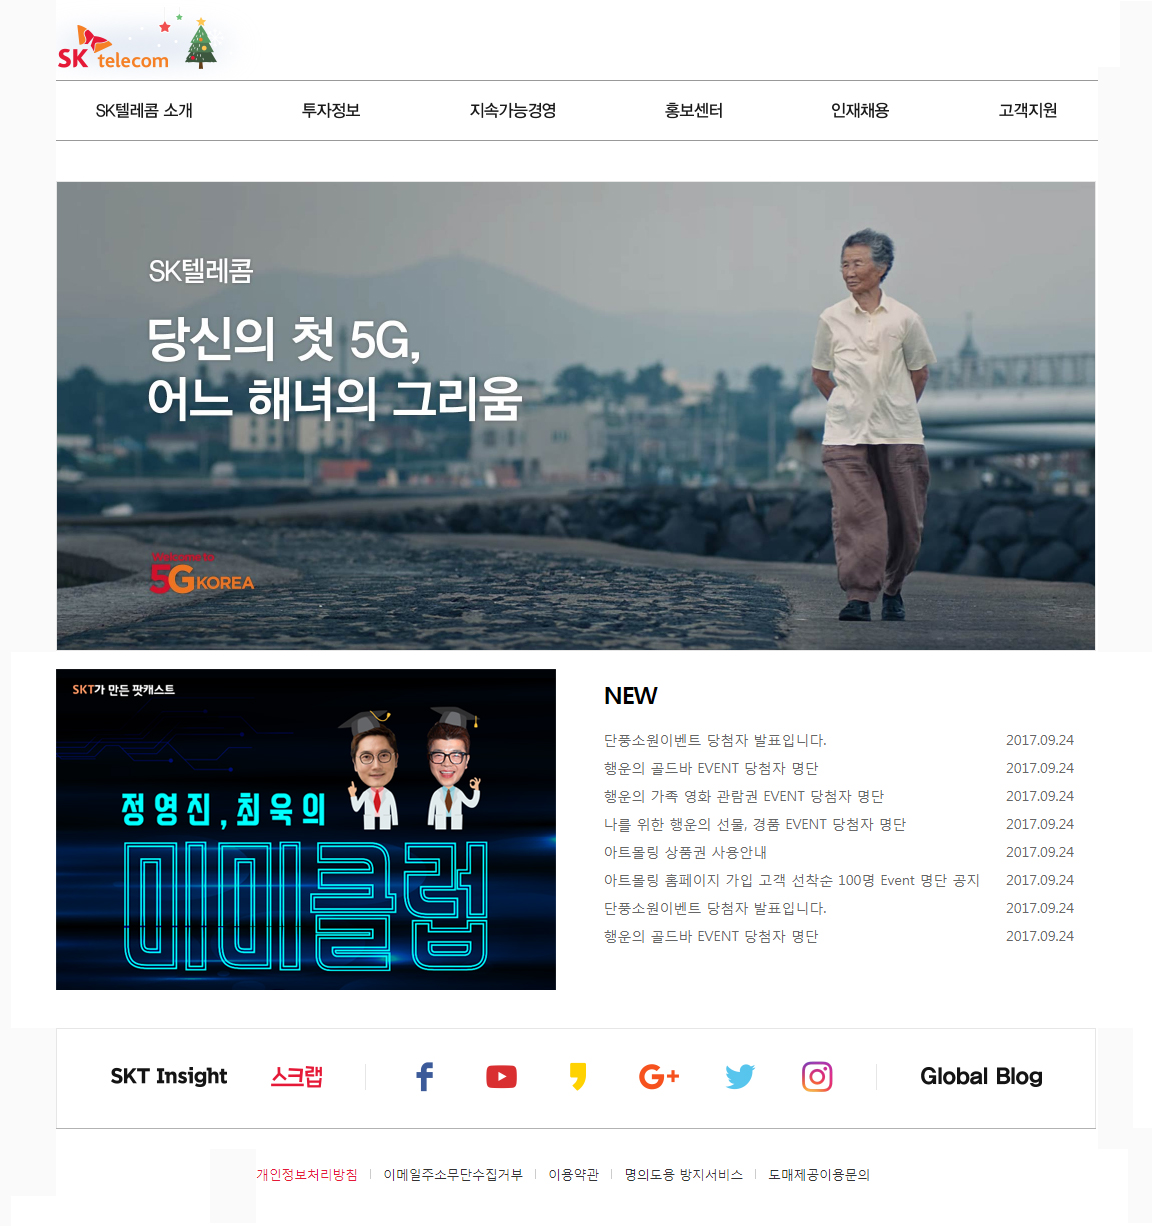 SK telecom
SK텔레콤 소개 투자정보 지속가능경영 홍보센터 인재채용 고객지원
SK텔레콤
당신의 첫 5G,
어느 해녀의 그리움
Welcome to
5G KOREA
SKT가 만든 팟캐스트
정영진,최욱의
미미클럽
NEW
단풍소원이벤트 당첨자 발표입니다. 2017.09.24
행운의 골드바 EVENT 당첨자 명단 2017.09.24
행운의 가족 영화 관람권 EVENT 당첨자 명단 2017.09.24
나를 위한 행운의 선물, 경품 EVENT 당첨자 명단 2017.09.24
아트몰링 상품권 사용안내 2017.09.24
아트몰링 홈페이지 가입 고객 선착순 100명 Event 명단 공지 2017.09.24
단풍소원이벤트 당첨자 발표입니다. 2017.09.24
행운의 골드바 EVENT 당첨자 명단 2017.09.24
SKT Insight 스크랩 G+ Global Blog
개인정보처리방침 이메일주소무단수집거부 이용약관 명의도용 방지서비스 도매제공이용문의